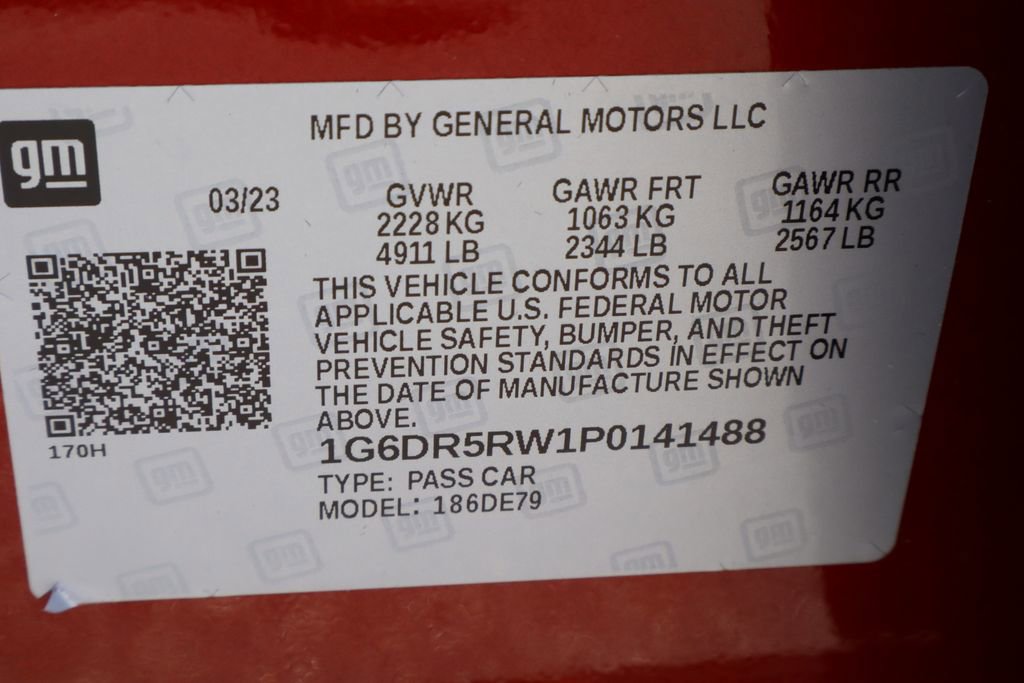 MFD BY GENERAL MOTORS LLC
gm
03/23
GVWR
2228 KG
4911 LB
GAWR FRT
1063 KG
2344 LB
GAWR RR
1164 KG
2567 LB
THIS VEHICLE CONFORMS TO ALL
APPLICABLE U.S. FEDERAL MOTOR
VEHICLE SAFETY, BUMPER, AND THEFT
PREVENTION STANDARDS IN EFFECT ON
THE DATE OF MANUFACTURE SHOWN
ABOVE.
170H
1G6DR5RW1P0141488
TYPE: PASS CAR
MODEL: 186DE79